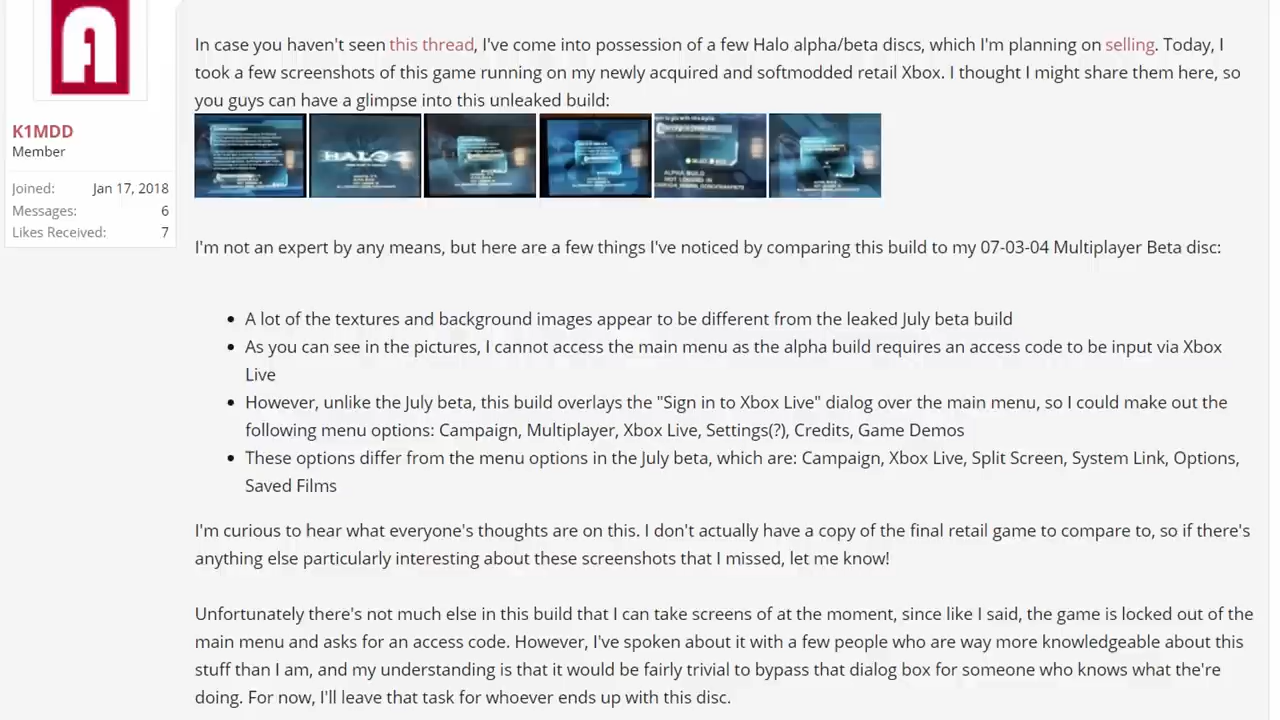 In case you haven't seen this thread, I've come into possession of a few Halo alpha/beta discs, which I'm planning on selling. Today, I
took a few screenshots of this game running on my newly acquired and softmodded retail Xbox. I thought I might share them here, so
you guys can have a glimpse into this unleaked build:
K1MDD
Member
Joined: Jan 17, 2018
Messages: 6
Likes Received: 7
HALO 2
ALPHA BUILD
I'm not an expert by any means, but here are a few things I've noticed by comparing this build to my 07-03-04 Multiplayer Beta disc:
• A lot of the textures and background images appear to be different from the leaked July beta build
• As you can see in the pictures, I cannot access the main menu as the alpha build requires an access code to be input via Xbox
Live
• However, unlike the July beta, this build overlays the "Sign in to Xbox Live" dialog over the main menu, so I could make out the
following menu options: Campaign, Multiplayer, Xbox Live, Settings(?), Credits, Game Demos
• These options differ from the menu options in the July beta, which are: Campaign, Xbox Live, Split Screen, System Link, Options,
Saved Films
I'm curious to hear what everyone's thoughts are on this. I don't actually have a copy of the final retail game to compare to, so if there's
anything else particularly interesting about these screenshots that I missed, let me know!
Unfortunately there's not much else in this build that I can take screens of at the moment, since like I said, the game is locked out of the
main menu and asks for an access code. However, I've spoken about it with a few people who are way more knowledgeable about this
stuff than I am, and my understanding is that it would be fairly trivial to bypass that dialog box for someone who knows what the're
doing. For now, I'll leave that task for whoever ends up with this disc.